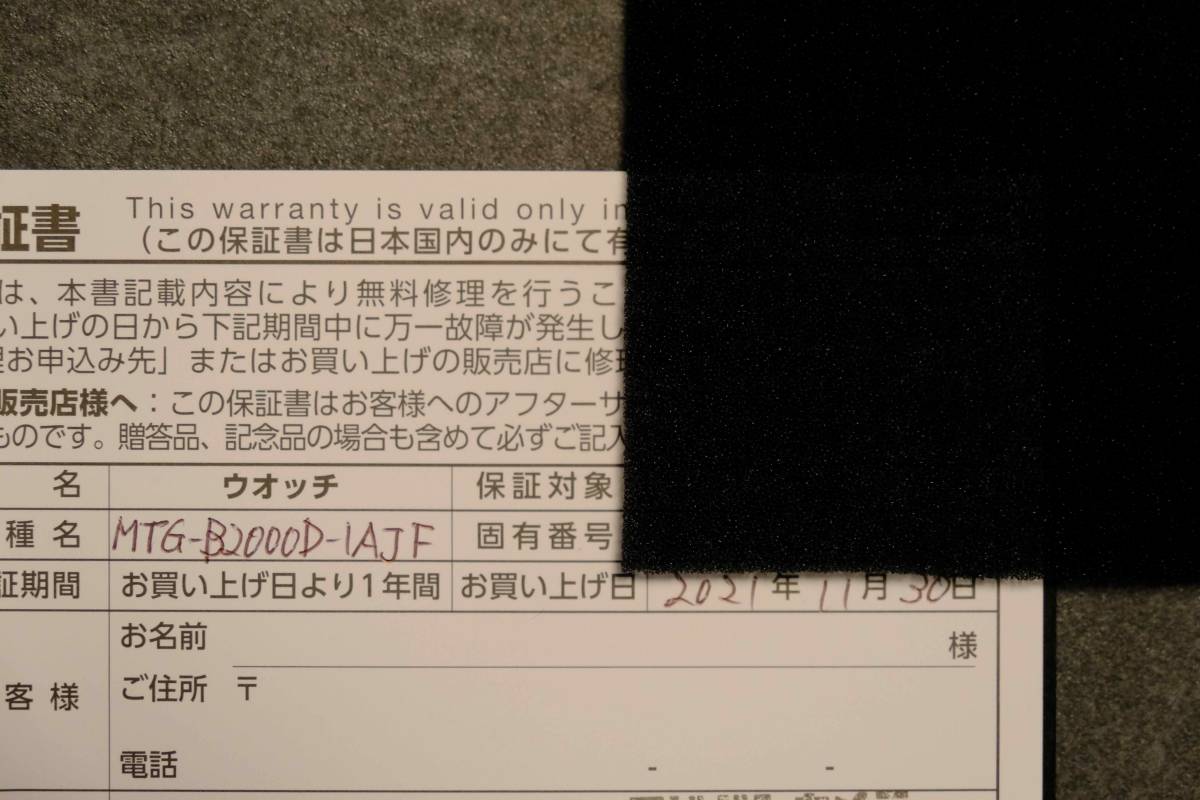 証書 This warranty is valid only in
（この保証書は日本国内のみにて有
は、本書記載内容により無料修理を行うこ
い上げの日から下記期間中に万一故障が発生し
理お申込み先」またはお買い上げの販売店に修理
販売店様へ：この保証書はお客様へのアフターサ
ものです。贈答品、記念品の場合も含めて必ずご記入
名 ウオッチ 保証対象
種名 MTG-B2000D-1AJF 固有番号
証期間 お買い上げ日より1年間 お買い上げ日 2021年11月30日
お名前 様
客様 ご住所 〒
電話 - -